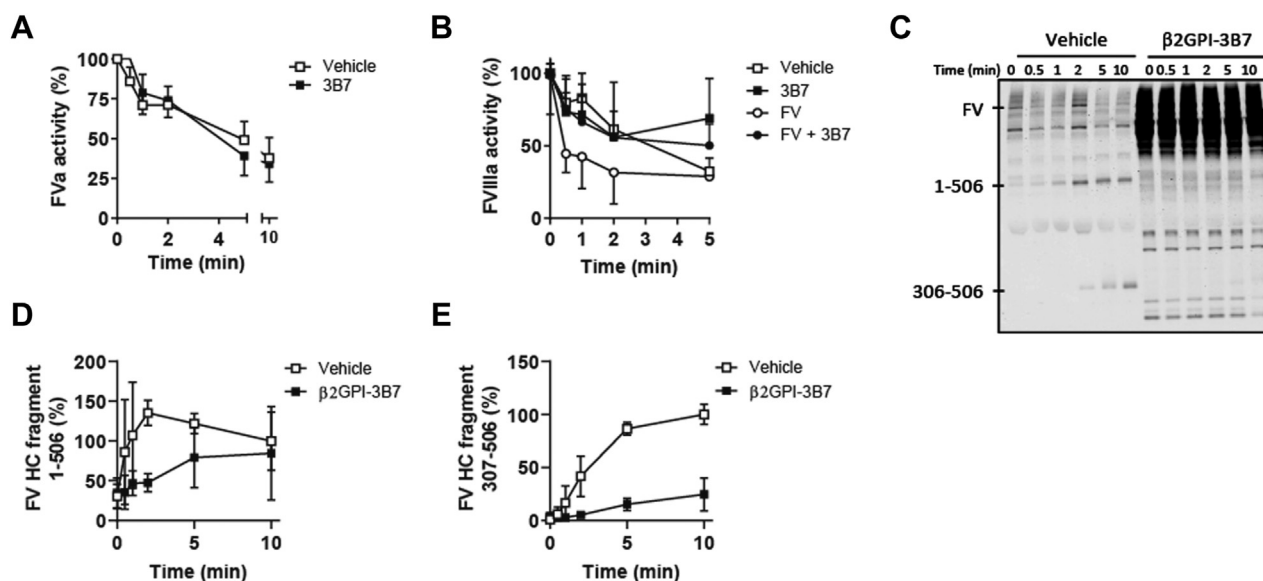 A
FVa activity (%)
100
75
50
25
0
0
2
4
10
Time (min)
Vehicle
3B7
B
FVIIIa activity (%)
100
50
0
0
1
2
3
4
5
Time (min)
Vehicle
3B7
FV
FV + 3B7
C
Vehicle
β2GPI-3B7
Time (min) 0 0.5 1 2 5 10 0 0.5 1 2 5 10
FV
1-506
306-506
D
FV HC fragment
1-506 (%)
200
150
100
50
0
0
5
10
Time (min)
Vehicle
β2GPI-3B7
E
FV HC fragment
307-506 (%)
150
100
50
0
0
5
10
Time (min)
Vehicle
β2GPI-3B7